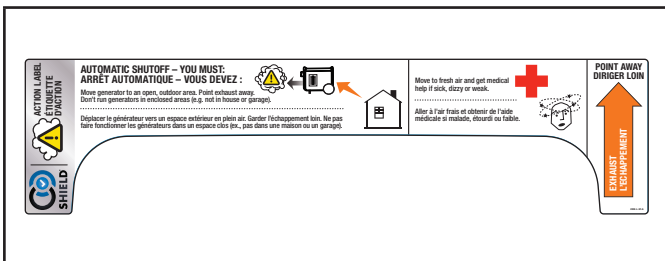 ACTION LABEL
ÉTIQUETTE
D'ACTION
CO SHIELD
AUTOMATIC SHUTOFF – YOU MUST:
ARRÊT AUTOMATIQUE – VOUS DEVEZ :
Move generator to an open, outdoor area. Point exhaust away.
Don't run generators in enclosed areas (e.g. not in house or garage).
Déplacer le générateur vers un espace extérieur en plein air. Garder l'échappement loin. Ne pas
faire fonctionner les générateurs dans un espace clos (ex., pas dans une maison ou un garage).
Move to fresh air and get medical
help if sick, dizzy or weak.
Aller à l'air frais et obtenir de l'aide
médicale si malade, étourdi ou faible.
POINT AWAY
DIRIGER LOIN
EXHAUST
L'ECHAPPEMENT